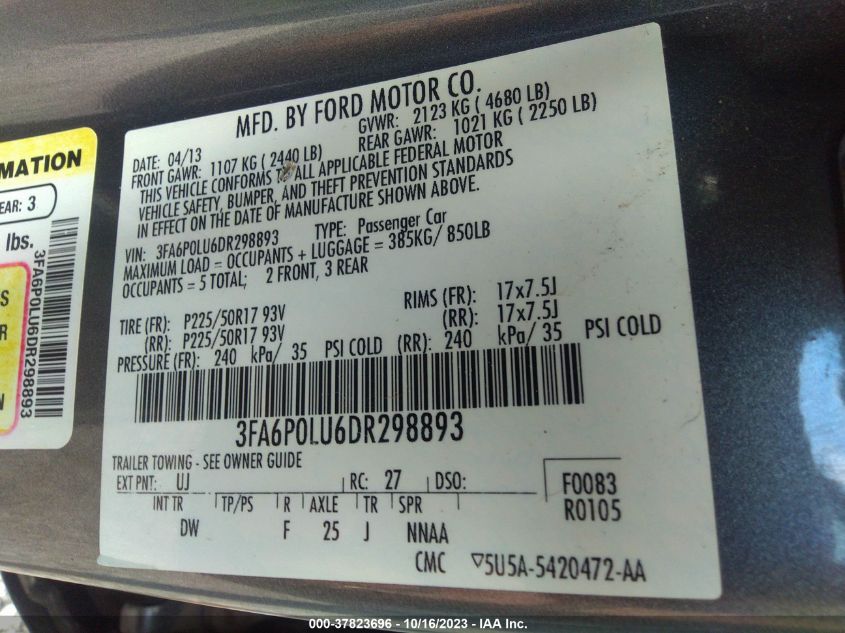 MFD. BY FORD MOTOR CO.
DATE: 04/13 GVWR: 2123 KG ( 4680 LB)
FRONT GAWR: 1107 KG ( 2440 LB) REAR GAWR: 1021 KG ( 2250 LB)
THIS VEHICLE CONFORMS TO ALL APPLICABLE FEDERAL MOTOR
VEHICLE SAFETY, BUMPER, AND THEFT PREVENTION STANDARDS
IN EFFECT ON THE DATE OF MANUFACTURE SHOWN ABOVE.
VIN: 3FA6P0LU6DR298893 TYPE: Passenger Car
MAXIMUM LOAD = OCCUPANTS + LUGGAGE = 385KG/ 850LB
OCCUPANTS = 5 TOTAL; 2 FRONT, 3 REAR
TIRE (FR): P225/50R17 93V RIMS (FR): 17x7.5J
(RR): P225/50R17 93V (RR): 17x7.5J
PRESSURE (FR): 240 kPa/ 35 PSI COLD (RR): 240 kPa/ 35 PSI COLD
3FA6P0LU6DR298893
TRAILER TOWING - SEE OWNER GUIDE
EXT PNT: UJ RC: 27 DSO: F0083
INT TR TP/PS R AXLE TR SPR R0105
DW F 25 J NNAA
CMC 5U5A-5420472-AA
MATION
EAR: 3
lbs.
S
R
N
3FA6P0LU6DR298893
000-37823696 - 10/16/2023 - IAA Inc.